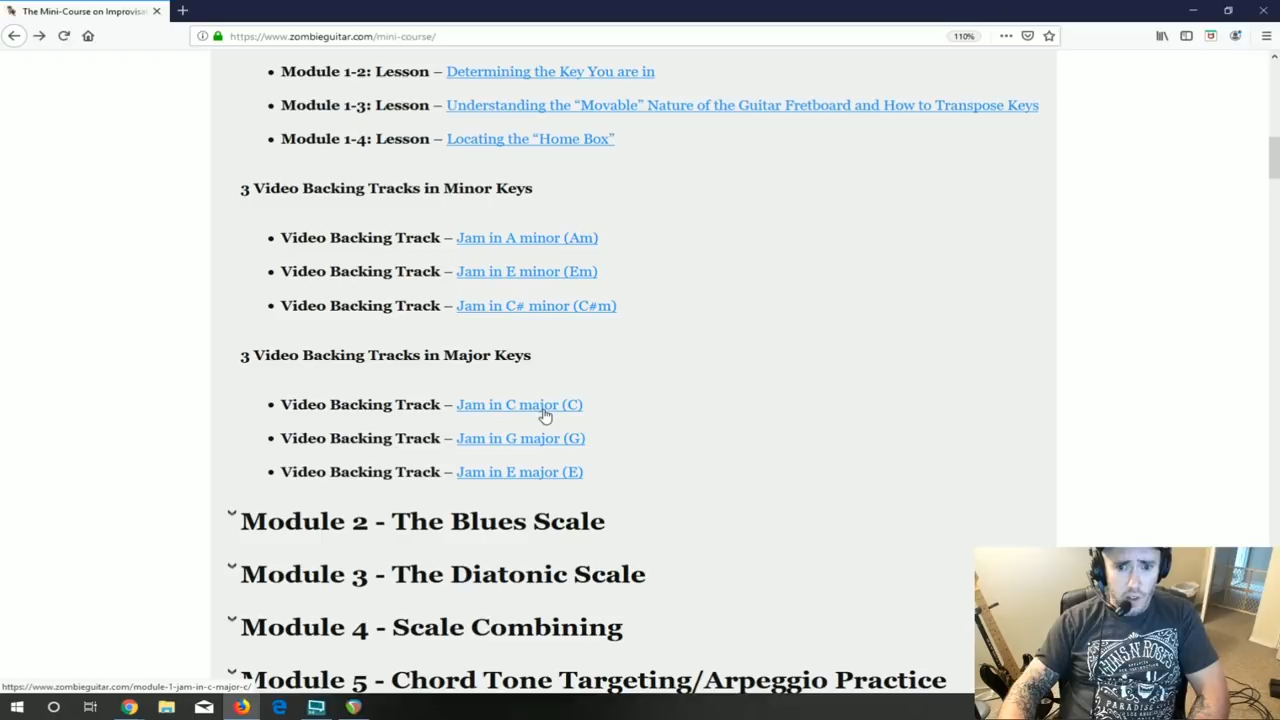 The Mini-Course on Improvisa
https://www.zombieguitar.com/mini-course/
110%
• Module 1-2: Lesson – Determining the Key You are in
• Module 1-3: Lesson – Understanding the “Movable” Nature of the Guitar Fretboard and How to Transpose Keys
• Module 1-4: Lesson – Locating the “Home Box”
3 Video Backing Tracks in Minor Keys
• Video Backing Track – Jam in A minor (Am)
• Video Backing Track – Jam in E minor (Em)
• Video Backing Track – Jam in C# minor (C#m)
3 Video Backing Tracks in Major Keys
• Video Backing Track – Jam in C major (C)
• Video Backing Track – Jam in G major (G)
• Video Backing Track – Jam in E major (E)
Module 2 - The Blues Scale
Module 3 - The Diatonic Scale
Module 4 - Scale Combining
Module 5 - Chord Tone Targeting/Arpeggio Practice
https://www.zombieguitar.com/module-1-jam-in-c-major-c/
PARADISE